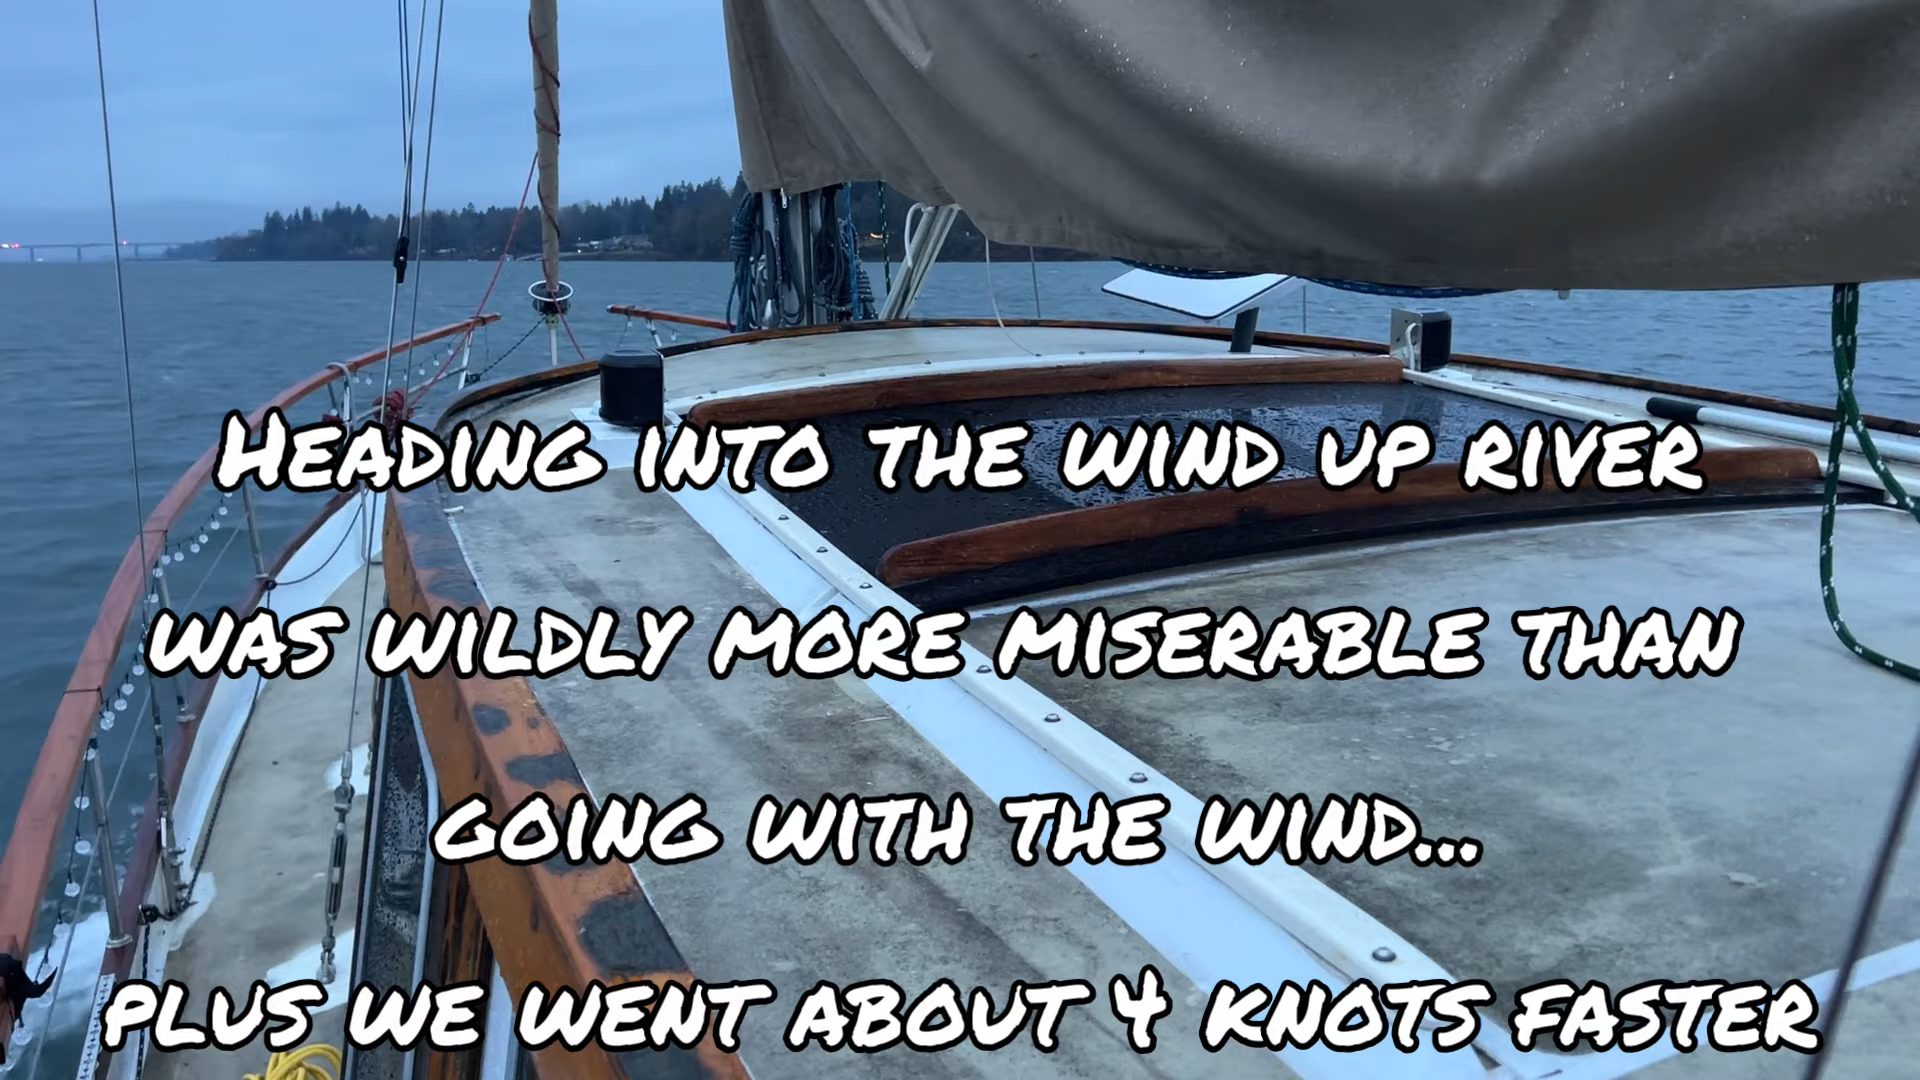 Heading into the wind up river
was wildly more miserable than
going with the wind...
plus we went about 4 knots faster